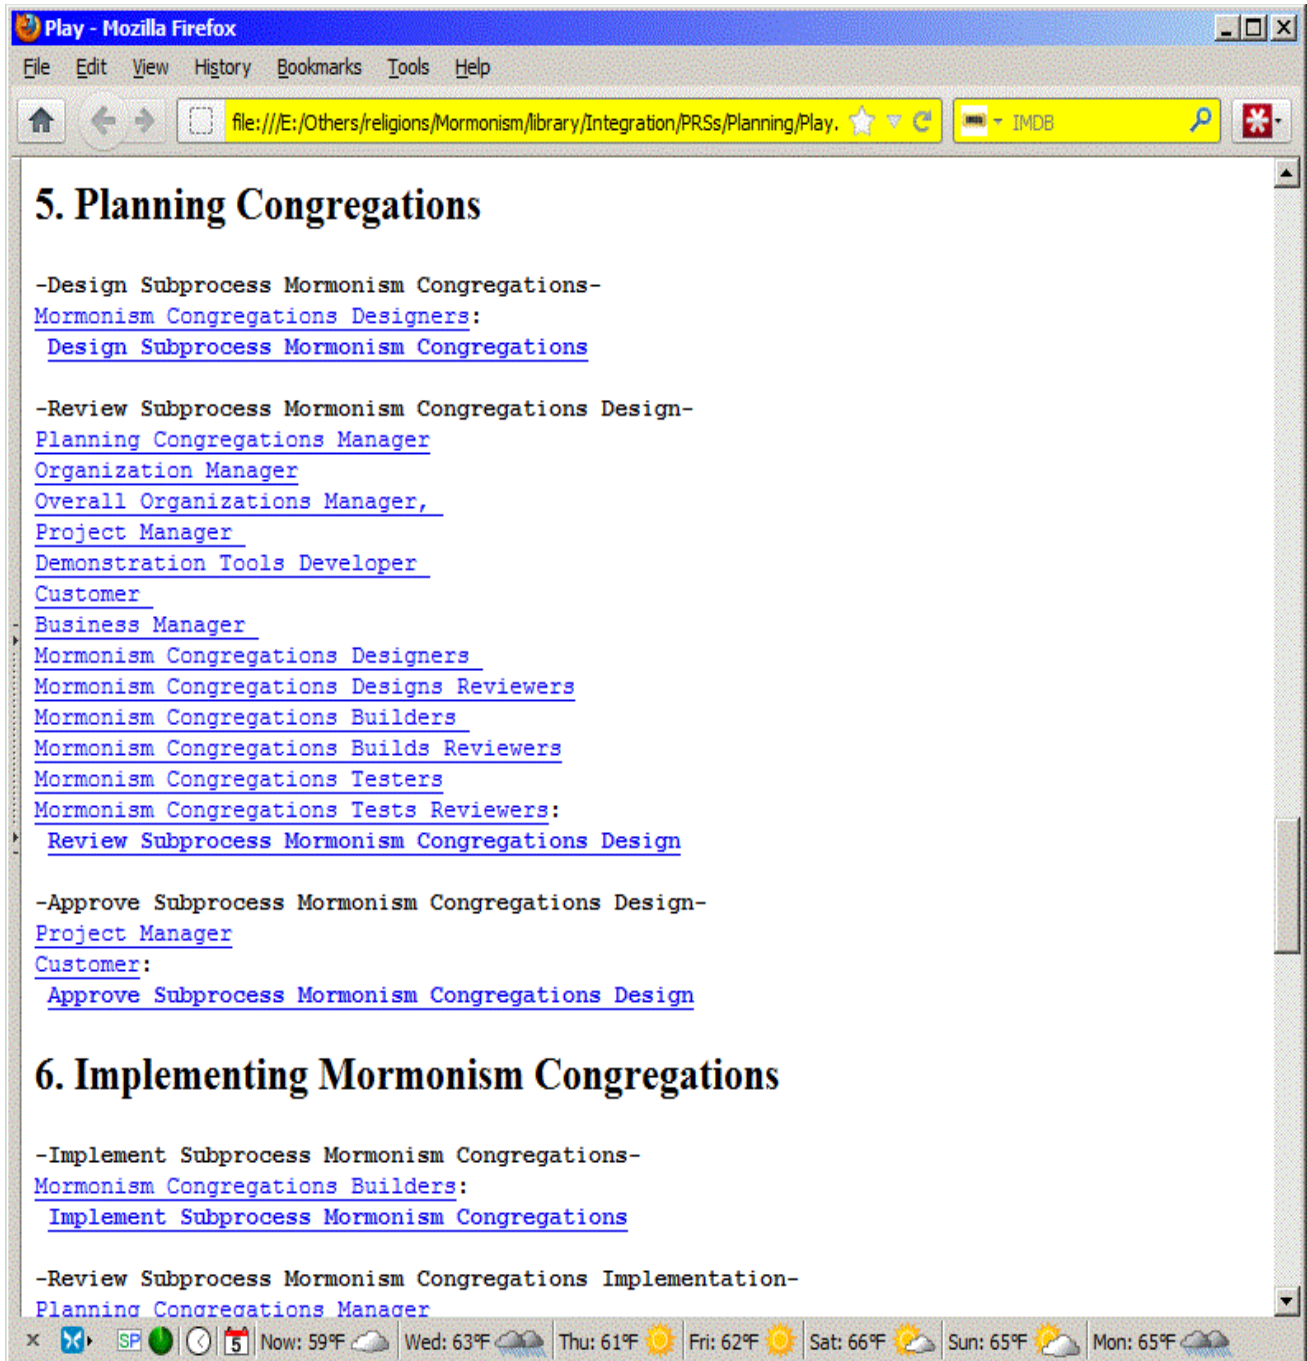 Play - Mozilla Firefox
File Edit View History Bookmarks Tools Help
file:///E:/Others/religions/Mormonism/library/Integration/PRSs/Planning/Play. IMDB
5. Planning Congregations
-Design Subprocess Mormonism Congregations-
Mormonism Congregations Designers:
Design Subprocess Mormonism Congregations
-Review Subprocess Mormonism Congregations Design-
Planning Congregations Manager
Organization Manager
Overall Organizations Manager,
Project Manager
Demonstration Tools Developer
Customer
Business Manager
Mormonism Congregations Designers
Mormonism Congregations Designs Reviewers
Mormonism Congregations Builders
Mormonism Congregations Builds Reviewers
Mormonism Congregations Testers
Mormonism Congregations Tests Reviewers:
Review Subprocess Mormonism Congregations Design
-Approve Subprocess Mormonism Congregations Design-
Project Manager
Customer:
Approve Subprocess Mormonism Congregations Design
6. Implementing Mormonism Congregations
-Implement Subprocess Mormonism Congregations-
Mormonism Congregations Builders:
Implement Subprocess Mormonism Congregations
-Review Subprocess Mormonism Congregations Implementation-
Planning Congregations Manager
SP 5 Now: 59°F Wed: 63°F Thu: 61°F Fri: 62°F Sat: 66°F Sun: 65°F Mon: 65°F